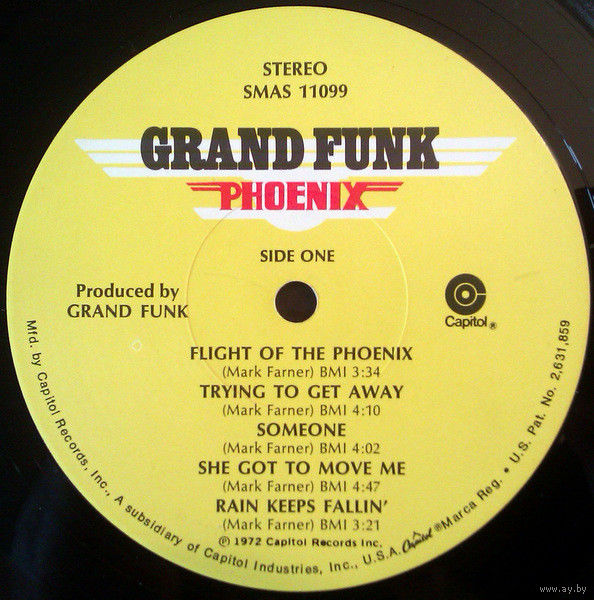 STEREO
SMAS 11099
GRAND FUNK
PHOENIX
SIDE ONE
Produced by
GRAND FUNK
Capitol®
FLIGHT OF THE PHOENIX
(Mark Farner) BMI 3:34
TRYING TO GET AWAY
(Mark Farner) BMI 4:10
SOMEONE
(Mark Farner) BMI 4:02
SHE GOT TO MOVE ME
(Mark Farner) BMI 4:47
RAIN KEEPS FALLIN'
(Mark Farner) BMI 3:21
℗ 1972 Capitol Records Inc.
Mfd. by Capitol Records, Inc., A subsidiary of Capitol Industries, Inc., U.S.A. Capitol ® Marca Reg. • U.S. Pat. No. 2,631,859
www.ay.by